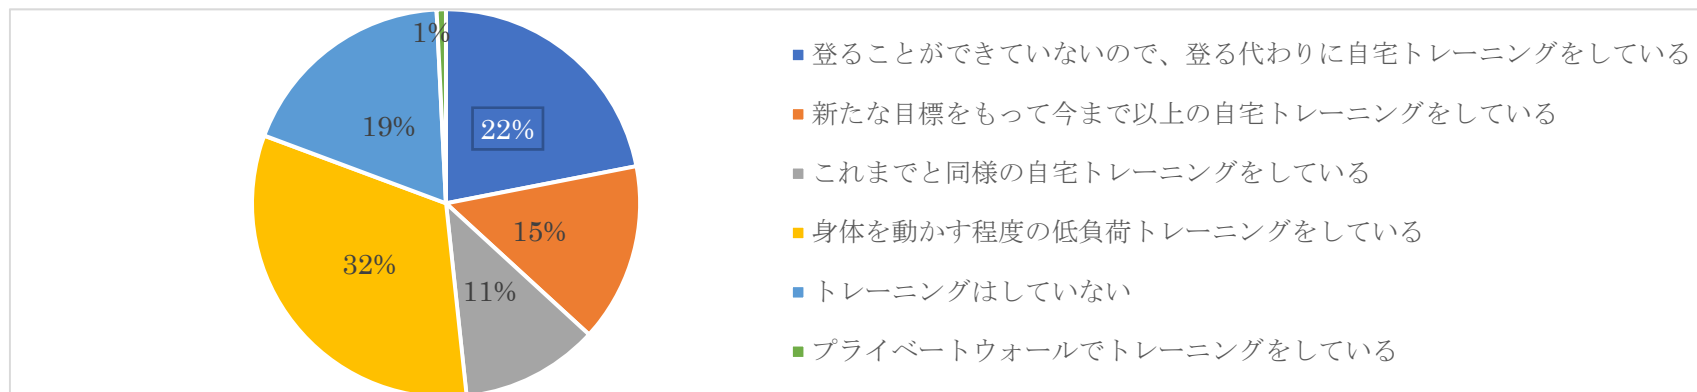 1%
22%
19%
15%
32%
11%
登ることができていないので、登る代わりに自宅トレーニングをしている
新たな目標をもって今まで以上の自宅トレーニングをしている
これまでと同様の自宅トレーニングをしている
身体を動かす程度の低負荷トレーニングをしている
トレーニングはしていない
プライベートウォールでトレーニングをしている